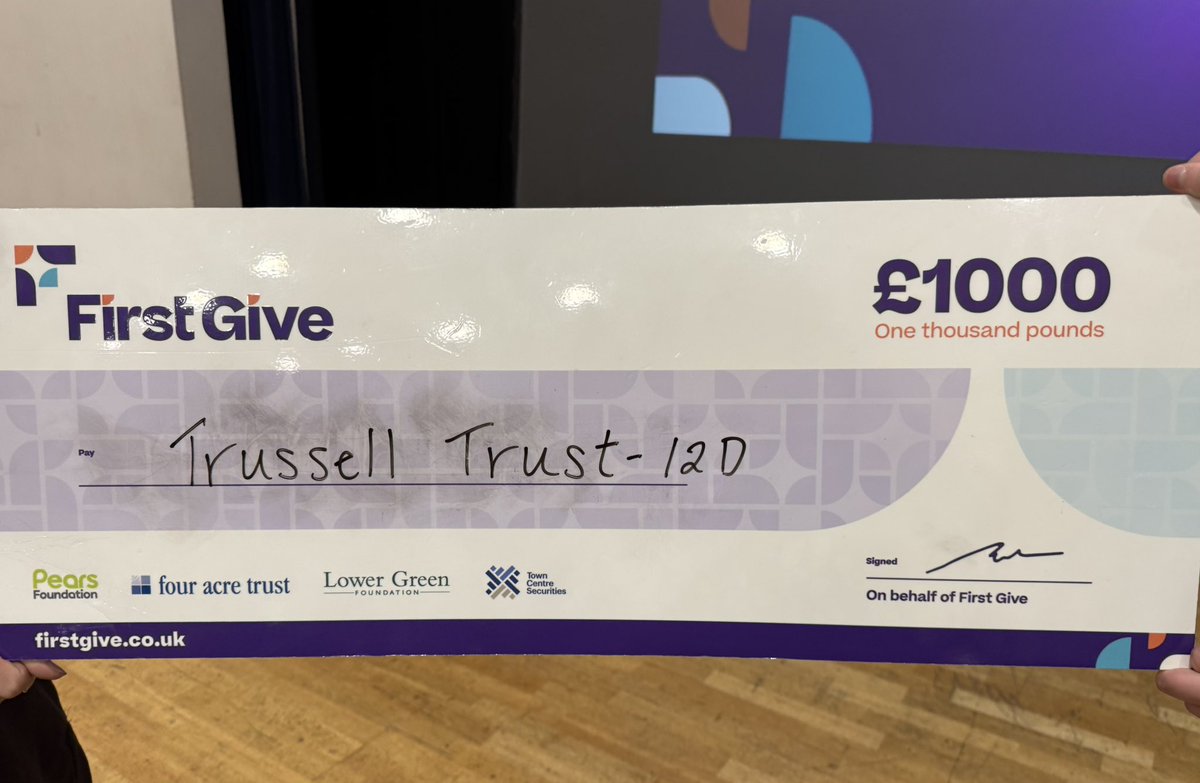 First Give
£1000
One thousand pounds
Pay
Trussell Trust - 12D
Pears
Foundation
four acre trust
Lower Green
FOUNDATION
Town
Centre
Securities
Signed
On behalf of First Give
firstgive.co.uk